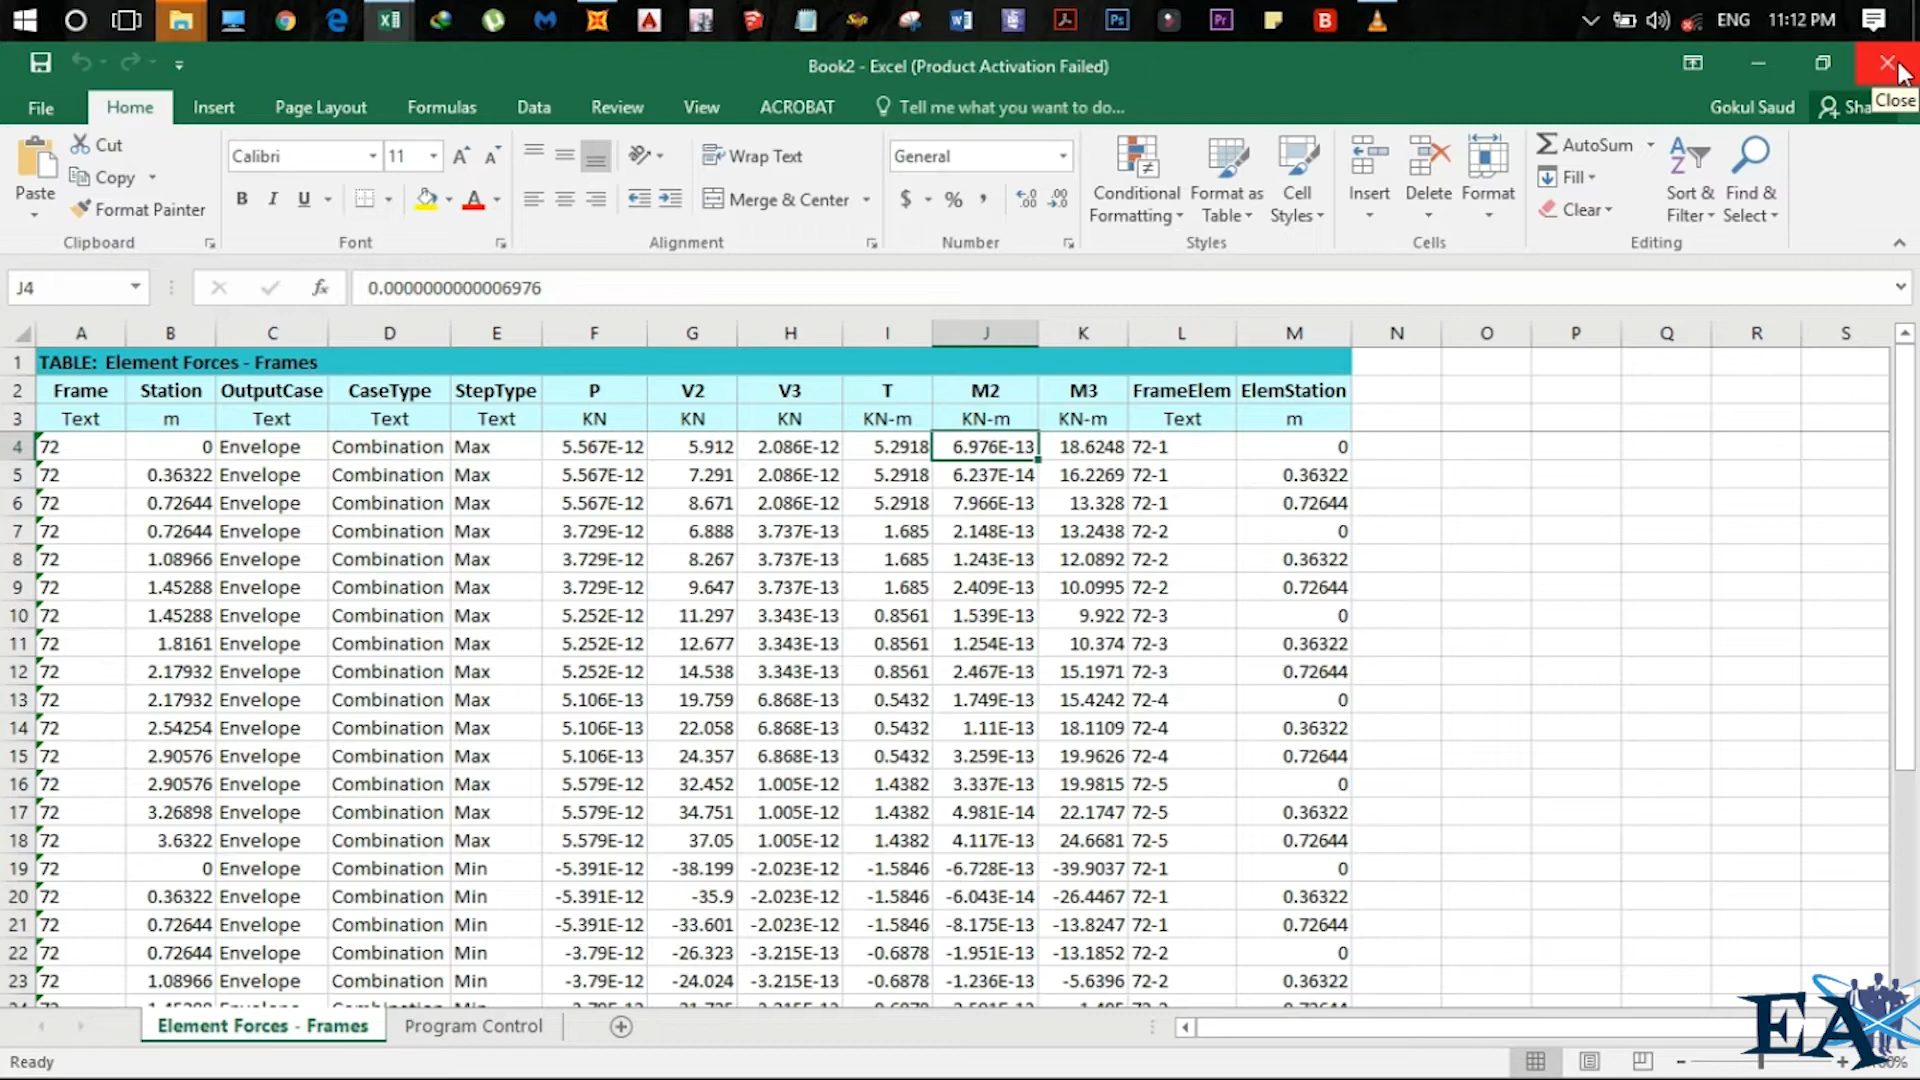 ENG 11:12 PM
Book2 - Excel (Product Activation Failed)
File Home Insert Page Layout Formulas Data Review View ACROBAT Tell me what you want to do... Gokul Saud
Close
Paste
Cut
Copy
Format Painter
Clipboard
Calibri 11
B I U
Font
Wrap Text
Merge & Center
Alignment
General
$ % ,
Number
Conditional Formatting
Format as Table
Cell Styles
Styles
Insert
Delete
Format
Cells
AutoSum
Fill
Clear
Sort & Filter
Find & Select
Editing
J4 fx 0.0000000000006976
A B C D E F G H I J K L M N O P Q R S
1 TABLE: Element Forces - Frames
2 Frame Station OutputCase CaseType StepType P V2 V3 T M2 M3 FrameElem ElemStation
3 Text m Text Text Text KN KN KN KN-m KN-m KN-m Text m
4 72 0 Envelope Combination Max 5.567E-12 5.912 2.086E-12 5.2918 6.976E-13 18.6248 72-1 0
5 72 0.36322 Envelope Combination Max 5.567E-12 7.291 2.086E-12 5.2918 6.237E-14 16.2269 72-1 0.36322
6 72 0.72644 Envelope Combination Max 5.567E-12 8.671 2.086E-12 5.2918 7.966E-13 13.328 72-1 0.72644
7 72 0.72644 Envelope Combination Max 3.729E-12 6.888 3.737E-13 1.685 2.148E-13 13.2438 72-2 0
8 72 1.08966 Envelope Combination Max 3.729E-12 8.267 3.737E-13 1.685 1.243E-13 12.0892 72-2 0.36322
9 72 1.45288 Envelope Combination Max 3.729E-12 9.647 3.737E-13 1.685 2.409E-13 10.0995 72-2 0.72644
10 72 1.45288 Envelope Combination Max 5.252E-12 11.297 3.343E-13 0.8561 1.539E-13 9.922 72-3 0
11 72 1.8161 Envelope Combination Max 5.252E-12 12.677 3.343E-13 0.8561 1.254E-13 10.374 72-3 0.36322
12 72 2.17932 Envelope Combination Max 5.252E-12 14.538 3.343E-13 0.8561 2.467E-13 15.1971 72-3 0.72644
13 72 2.17932 Envelope Combination Max 5.106E-13 19.759 6.868E-13 0.5432 1.749E-13 15.4242 72-4 0
14 72 2.54254 Envelope Combination Max 5.106E-13 22.058 6.868E-13 0.5432 1.11E-13 18.1109 72-4 0.36322
15 72 2.90576 Envelope Combination Max 5.106E-13 24.357 6.868E-13 0.5432 3.259E-13 19.9626 72-4 0.72644
16 72 2.90576 Envelope Combination Max 5.579E-12 32.452 1.005E-12 1.4382 3.337E-13 19.9815 72-5 0
17 72 3.26898 Envelope Combination Max 5.579E-12 34.751 1.005E-12 1.4382 4.981E-14 22.1747 72-5 0.36322
18 72 3.6322 Envelope Combination Max 5.579E-12 37.05 1.005E-12 1.4382 4.117E-13 24.6681 72-5 0.72644
19 72 0 Envelope Combination Min -5.391E-12 -38.199 -2.023E-12 -1.5846 -6.728E-13 -39.9037 72-1 0
20 72 0.36322 Envelope Combination Min -5.391E-12 -35.9 -2.023E-12 -1.5846 -6.043E-14 -26.4467 72-1 0.36322
21 72 0.72644 Envelope Combination Min -5.391E-12 -33.601 -2.023E-12 -1.5846 -8.175E-13 -13.8247 72-1 0.72644
22 72 0.72644 Envelope Combination Min -3.79E-12 -26.323 -3.215E-13 -0.6878 -1.951E-13 -13.1852 72-2 0
23 72 1.08966 Envelope Combination Min -3.79E-12 -24.024 -3.215E-13 -0.6878 -1.236E-13 -5.6396 72-2 0.36322
Element Forces - Frames Program Control
Ready
EA